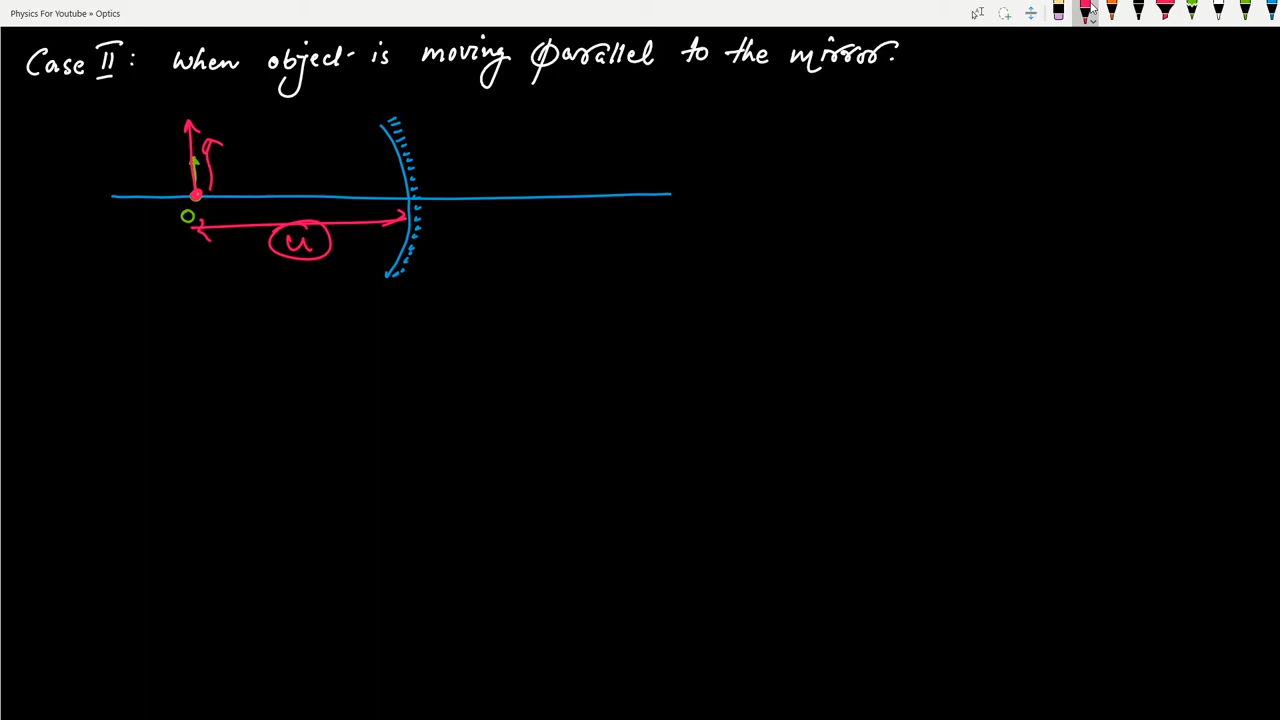 Physics For Youtube » Optics
Case II: when object is moving parallel to the mirror.
O
u